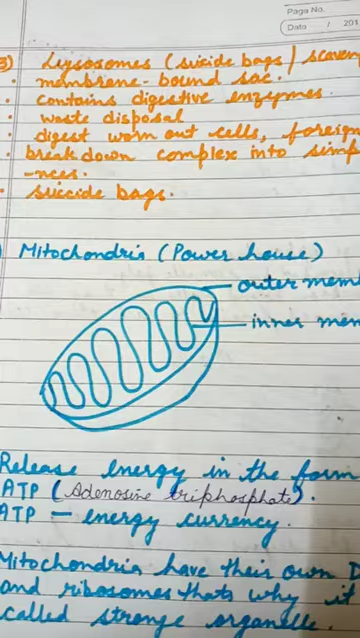 Page No.
Date / 201
3) Lysosomes (suicide bags / scaven
• membrane-bound sac.
• contains digestive enzymes.
• waste disposal
• digest worn out cells, foreign
• break down complex into simp
-nces.
• suicide bags.
) Mitochondria (Power house)
outer mem
inner mem
Release energy in the form
ATP (Adenosine triphosphate).
ATP — energy currency.
Mitochondria have their own D
and ribosomes thats why it
called strange organelle.